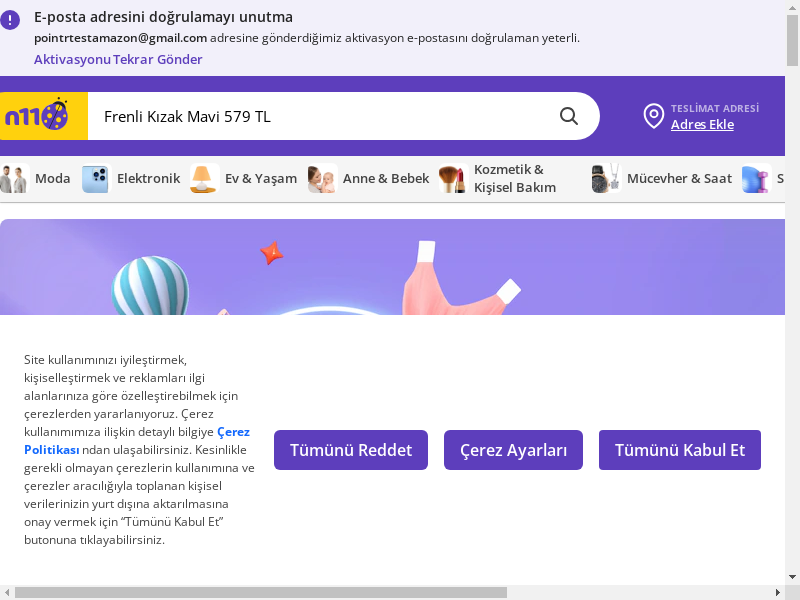 E-posta adresini doğrulamayı unutma
pointrtestamazon@gmail.com adresine gönderdiğimiz aktivasyon e-postasını doğrulaman yeterli.
Aktivasyonu Tekrar Gönder
n11
Frenli Kızak Mavi 579 TL
TESLİMAT ADRESİ
Adres Ekle
Moda
Elektronik
Ev & Yaşam
Anne & Bebek
Kozmetik &
Kişisel Bakım
Mücevher & Saat
S
Site kullanımınızı iyileştirmek,
kişiselleştirmek ve reklamları ilgi
alanlarınıza göre özelleştirebilmek için
çerezlerden yararlanıyoruz. Çerez
kullanımımıza ilişkin detaylı bilgiye Çerez
Politikası ndan ulaşabilirsiniz. Kesinlikle
gerekli olmayan çerezlerin kullanımına ve
çerezler aracılığıyla toplanan kişisel
verilerinizin yurt dışına aktarılmasına
onay vermek için “Tümünü Kabul Et”
butonuna tıklayabilirsiniz.
Tümünü Reddet
Çerez Ayarları
Tümünü Kabul Et